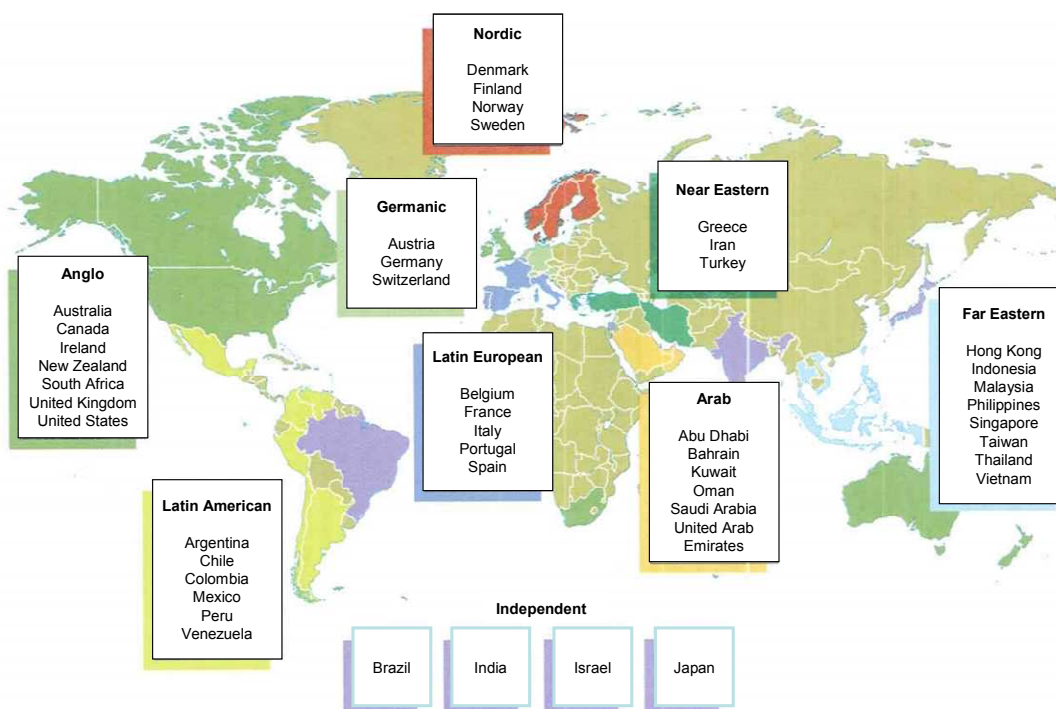 Nordic
Denmark
Finland
Norway
Sweden
Germanic
Austria
Germany
Switzerland
Near Eastern
Greece
Iran
Turkey
Anglo
Australia
Canada
Ireland
New Zealand
South Africa
United Kingdom
United States
Latin European
Belgium
France
Italy
Portugal
Spain
Far Eastern
Hong Kong
Indonesia
Malaysia
Philippines
Singapore
Taiwan
Thailand
Vietnam
Arab
Abu Dhabi
Bahrain
Kuwait
Oman
Saudi Arabia
United Arab
Emirates
Latin American
Argentina
Chile
Colombia
Mexico
Peru
Venezuela
Independent
Brazil
India
Israel
Japan